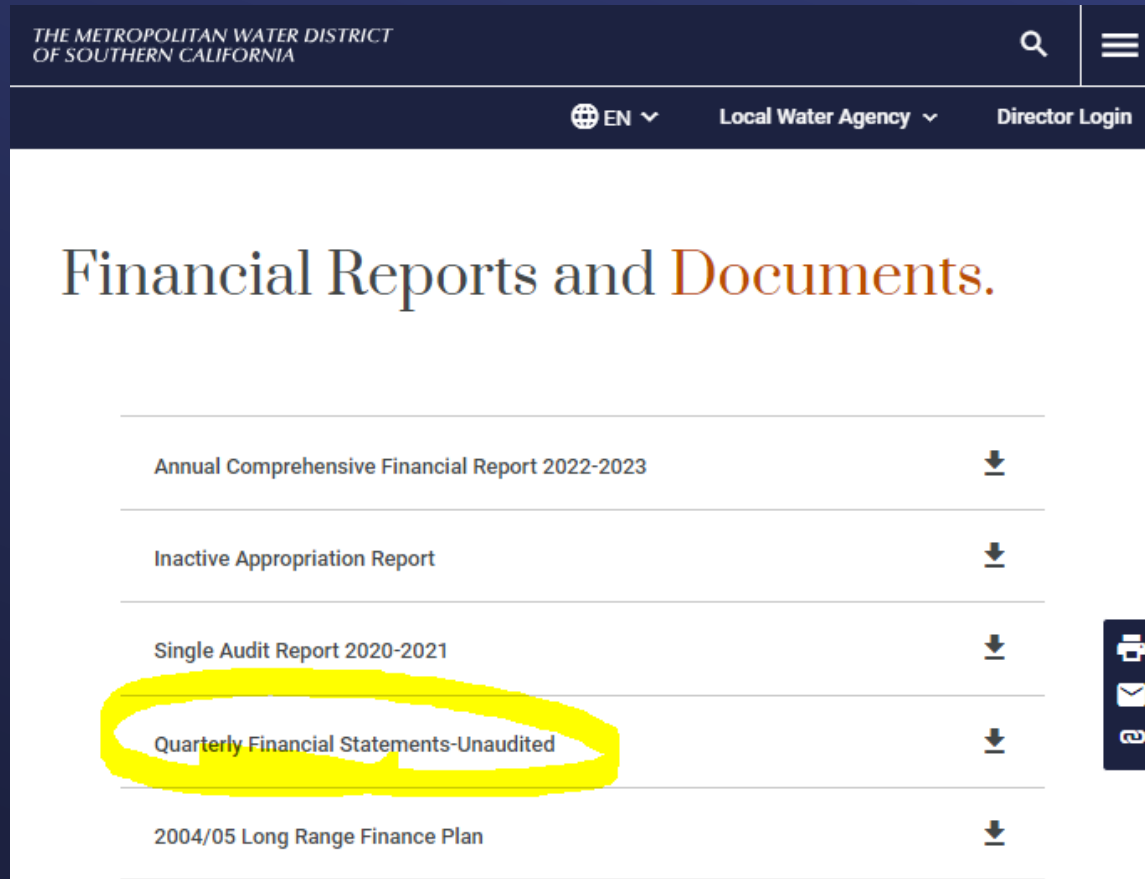 THE METROPOLITAN WATER DISTRICT
OF SOUTHERN CALIFORNIA
EN
Local Water Agency
Director Login
Financial Reports and Documents.
Annual Comprehensive Financial Report 2022-2023
Inactive Appropriation Report
Single Audit Report 2020-2021
Quarterly Financial Statements-Unaudited
2004/05 Long Range Finance Plan